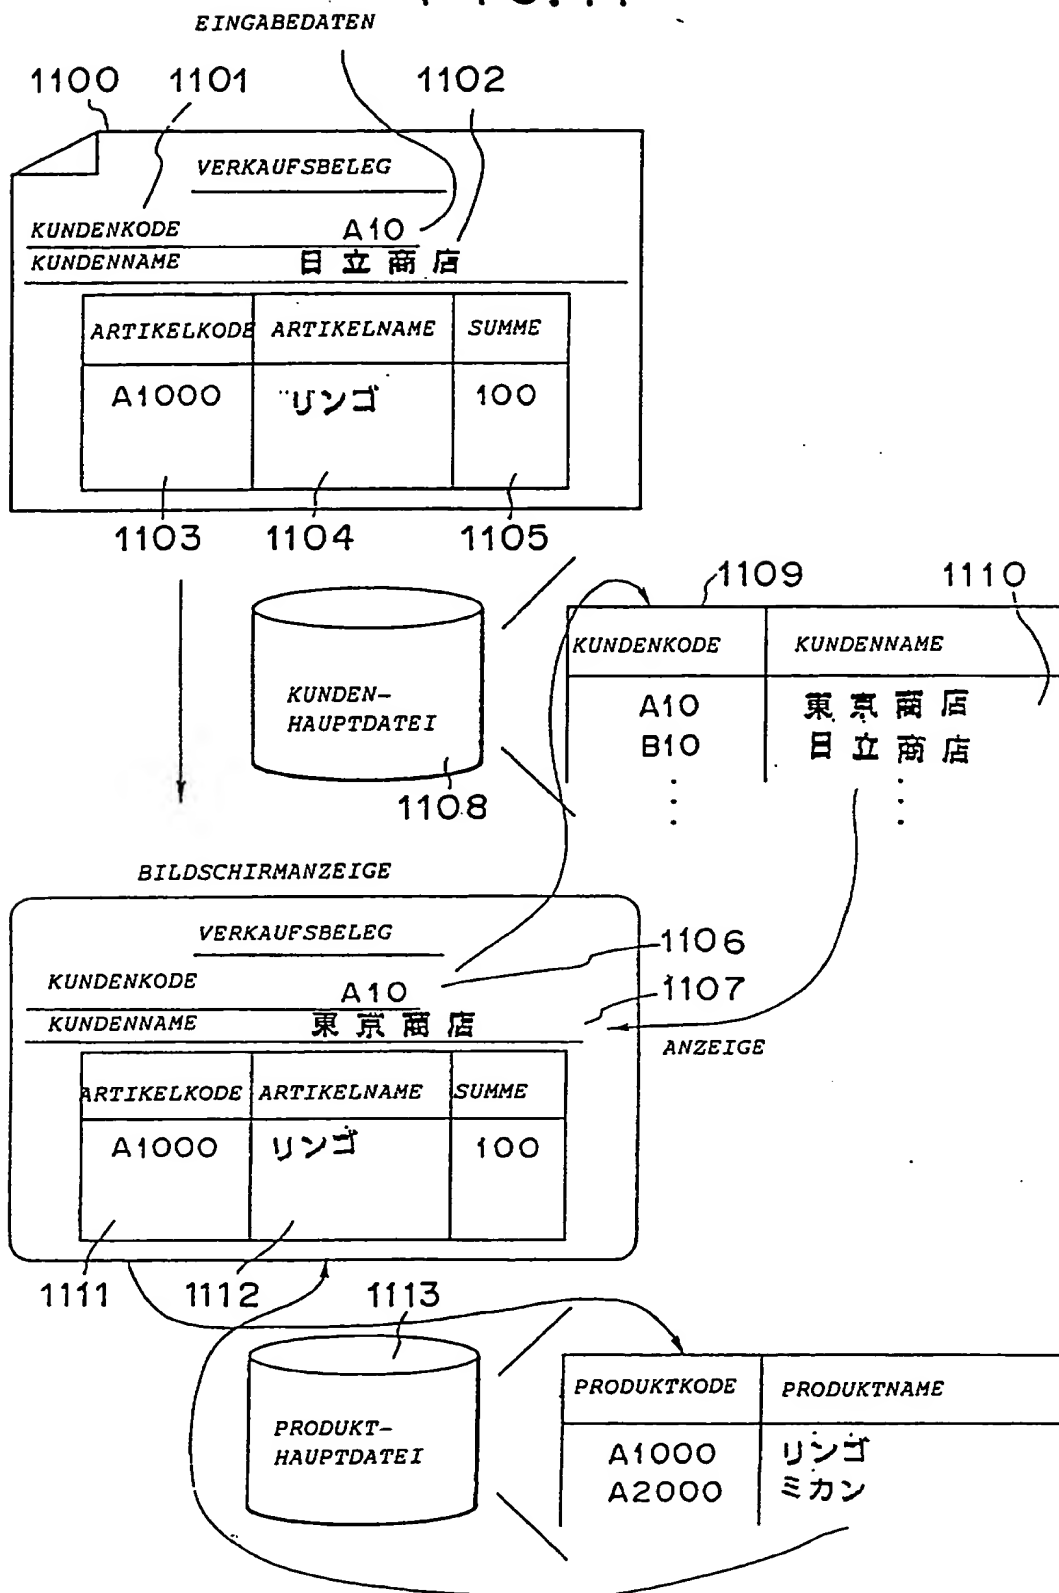 EINGABEDATEN
1100 1101 1102
VERKAUFSBELEG
KUNDENKODE A10
KUNDENNAME 日立商店
ARTIKELKODE ARTIKELNAME SUMME
A1000 リンゴ 100
1103 1104 1105
1109 1110
KUNDENKODE KUNDENNAME
A10 東京商店
B10 日立商店
KUNDEN-
HAUPTDATEI
1108
BILDSCHIRMANZEIGE
VERKAUFSBELEG
1106
KUNDENKODE A10
1107
KUNDENNAME 東京商店
ANZEIGE
ARTIKELKODE ARTIKELNAME SUMME
A1000 リンゴ 100
1111 1112 1113
PRODUKT-
HAUPTDATEI
PRODUKTKODE PRODUKTNAME
A1000 リンゴ
A2000 ミカン